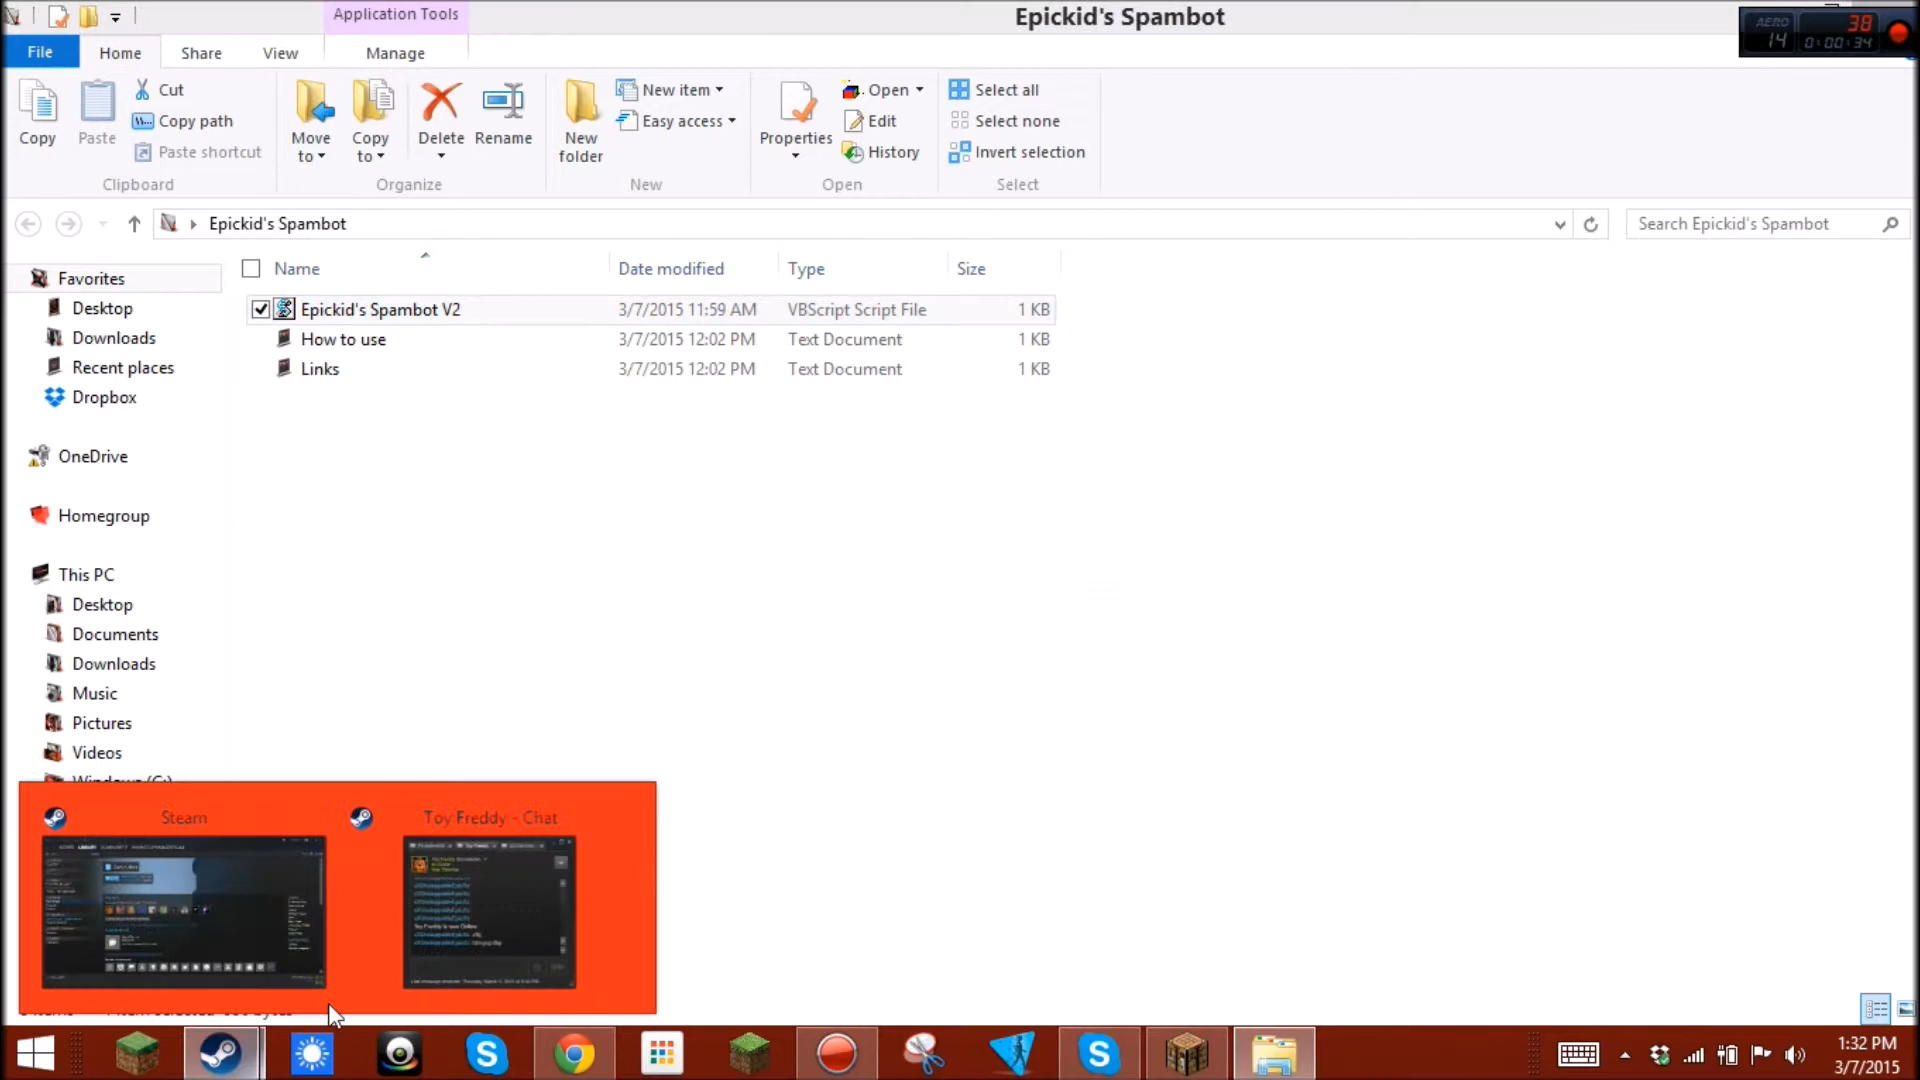 Application Tools
Epickid's Spambot
AERO
14
38
0:00:34
File
Home
Share
View
Manage
Copy
Paste
Cut
Copy path
Paste shortcut
Clipboard
Move to
Copy to
Delete
Rename
Organize
New folder
New item
Easy access
New
Properties
Open
Edit
History
Open
Select all
Select none
Invert selection
Select
Epickid's Spambot
Search Epickid's Spambot
Name
Date modified
Type
Size
Epickid's Spambot V2
3/7/2015 11:59 AM
VBScript Script File
1 KB
How to use
3/7/2015 12:02 PM
Text Document
1 KB
Links
3/7/2015 12:02 PM
Text Document
1 KB
Favorites
Desktop
Downloads
Recent places
Dropbox
OneDrive
Homegroup
This PC
Desktop
Documents
Downloads
Music
Pictures
Videos
Steam
Toy Freddy - Chat
1:32 PM
3/7/2015